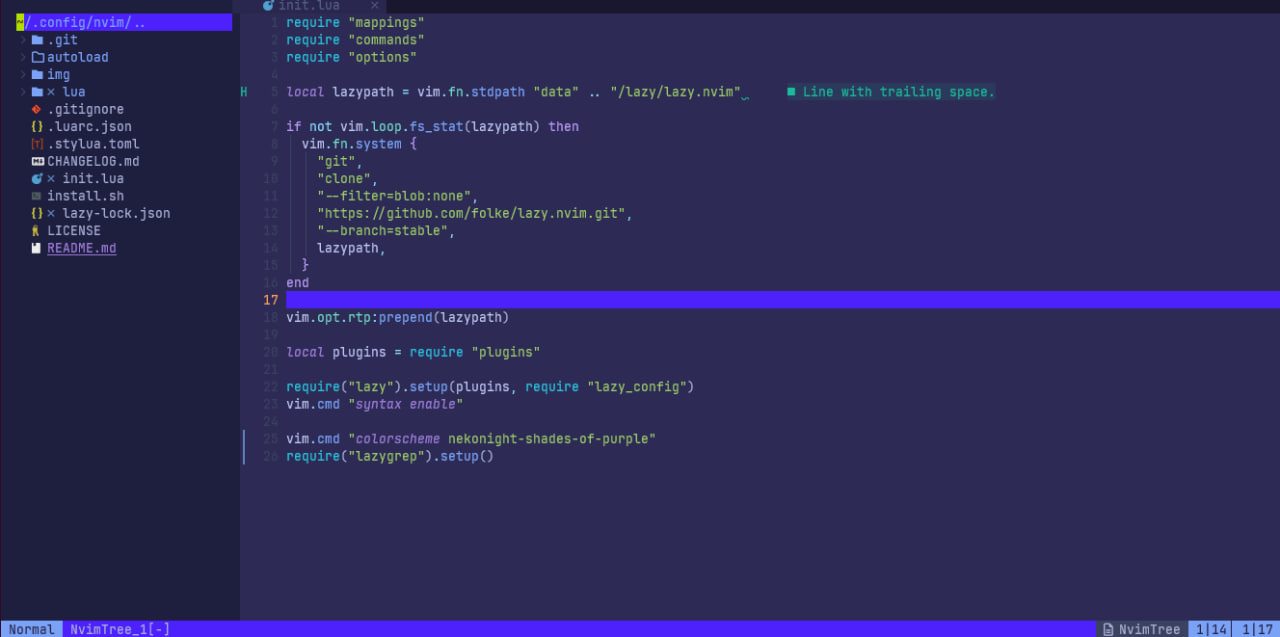 ~/.config/nvim/..
.git
autoload
img
lua
.gitignore
.luarc.json
.stylua.toml
CHANGELOG.md
init.lua
install.sh
lazy-lock.json
LICENSE
README.md
init.lua
1 require "mappings"
2 require "commands"
3 require "options"
4
H 5 local lazypath = vim.fn.stdpath "data" .. "/lazy/lazy.nvim" ■ Line with trailing space.
6
7 if not vim.loop.fs_stat(lazypath) then
8 vim.fn.system {
9 "git",
10 "clone",
11 "--filter=blob:none",
12 "https://github.com/folke/lazy.nvim.git",
13 "--branch=stable",
14 lazypath,
15 }
16 end
17
18 vim.opt.rtp:prepend(lazypath)
19
20 local plugins = require "plugins"
21
22 require("lazy").setup(plugins, require "lazy_config")
23 vim.cmd "syntax enable"
24
25 vim.cmd "colorscheme nekonight-shades-of-purple"
26 require("lazygrep").setup()
Normal NvimTree_1[-] NvimTree 1|14 1|17